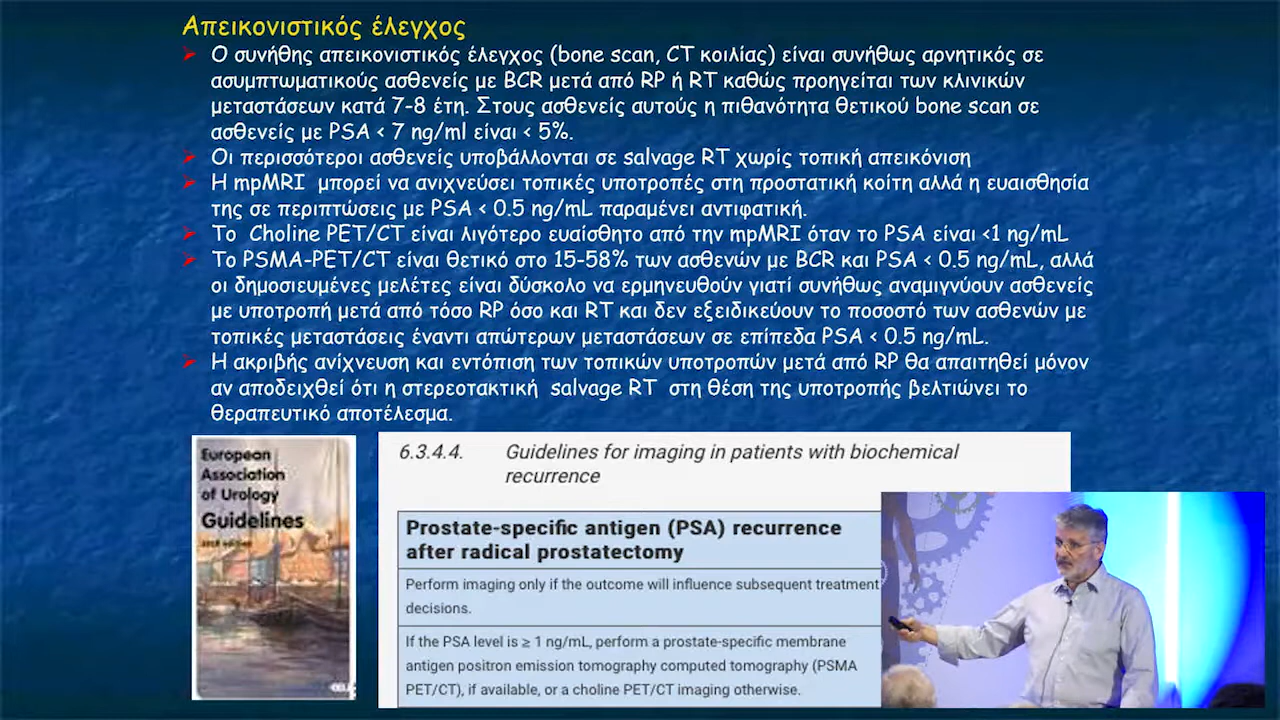 Απεικονιστικός έλεγχος
➢ Ο συνήθης απεικονιστικός έλεγχος (bone scan, CT κοιλίας) είναι συνήθως αρνητικός σε
ασυμπτωματικούς ασθενείς με BCR μετά από RP ή RT καθώς προηγείται των κλινικών
μεταστάσεων κατά 7-8 έτη. Στους ασθενείς αυτούς η πιθανότητα θετικού bone scan σε
ασθενείς με PSA < 7 ng/ml είναι < 5%.
➢ Οι περισσότεροι ασθενείς υποβάλλονται σε salvage RT χωρίς τοπική απεικόνιση
➢ Η mpMRI μπορεί να ανιχνεύσει τοπικές υποτροπές στη προστατική κοίτη αλλά η ευαισθησία
της σε περιπτώσεις με PSA < 0.5 ng/mL παραμένει αντιφατική.
➢ Το Choline PET/CT είναι λιγότερο ευαίσθητο από την mpMRI όταν το PSA είναι <1 ng/mL
➢ Το PSMA-PET/CT είναι θετικό στο 15-58% των ασθενών με BCR και PSA < 0.5 ng/mL, αλλά
οι δημοσιευμένες μελέτες είναι δύσκολο να ερμηνευθούν γιατί συνήθως αναμιγνύουν ασθενείς
με υποτροπή μετά από τόσο RP όσο και RT και δεν εξειδικεύουν το ποσοστό των ασθενών με
τοπικές μεταστάσεις έναντι απώτερων μεταστάσεων σε επίπεδα PSA < 0.5 ng/mL.
➢ Η ακριβής ανίχνευση και εντόπιση των τοπικών υποτροπών μετά από RP θα απαιτηθεί μόνον
αν αποδειχθεί ότι η στερεοτακτική salvage RT στη θέση της υποτροπής βελτιώνει το
θεραπευτικό αποτέλεσμα.
European
Association
of Urology
Guidelines
6.3.4.4. Guidelines for imaging in patients with biochemical
recurrence
Prostate-specific antigen (PSA) recurrence
after radical prostatectomy
Perform imaging only if the outcome will influence subsequent treatment
decisions.
If the PSA level is ≥ 1 ng/mL, perform a prostate-specific membrane
antigen positron emission tomography computed tomography (PSMA
PET/CT), if available, or a choline PET/CT imaging otherwise.